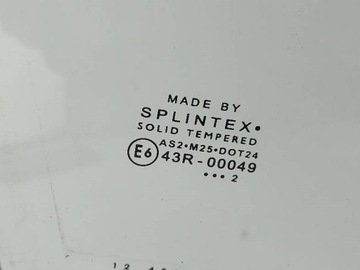 MADE BY
SPLINTEX•
SOLID TEMPERED
AS2•M25•DOT24
E6 43R-00049
••• 2